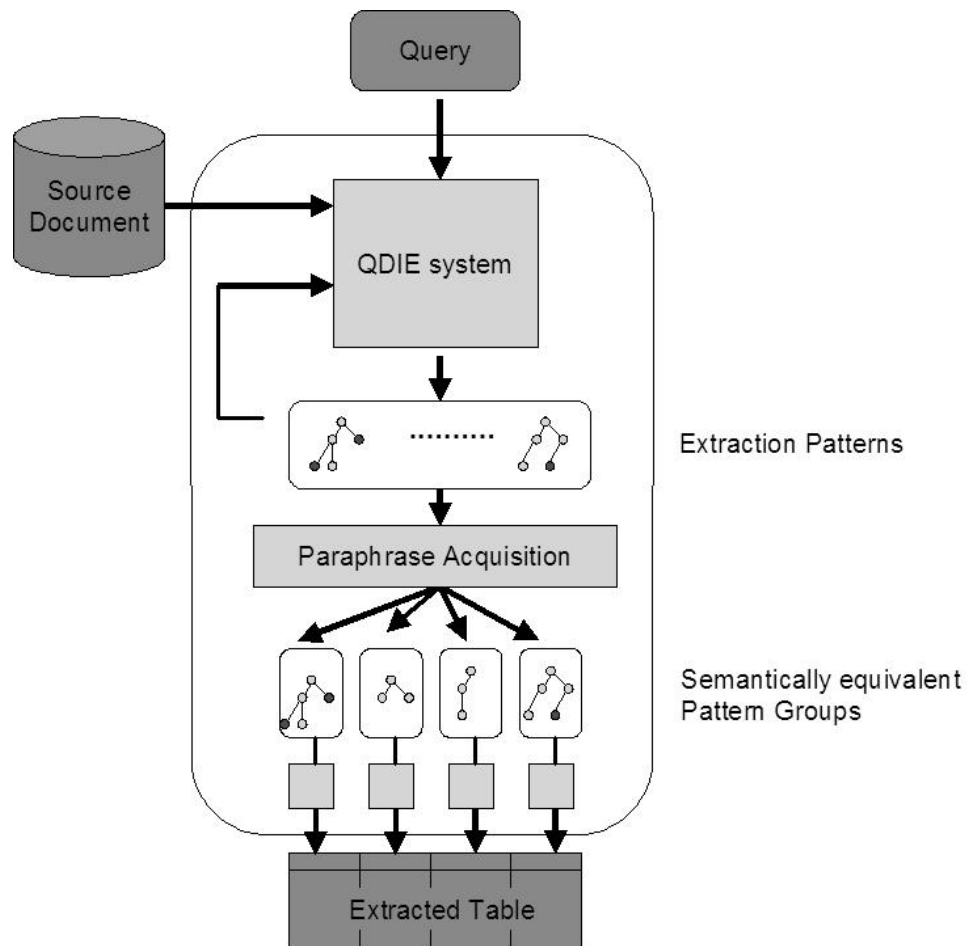 Query
Source
Document
QDIE system
Extraction Patterns
Paraphrase Acquisition
Semantically equivalent
Pattern Groups
Extracted Table